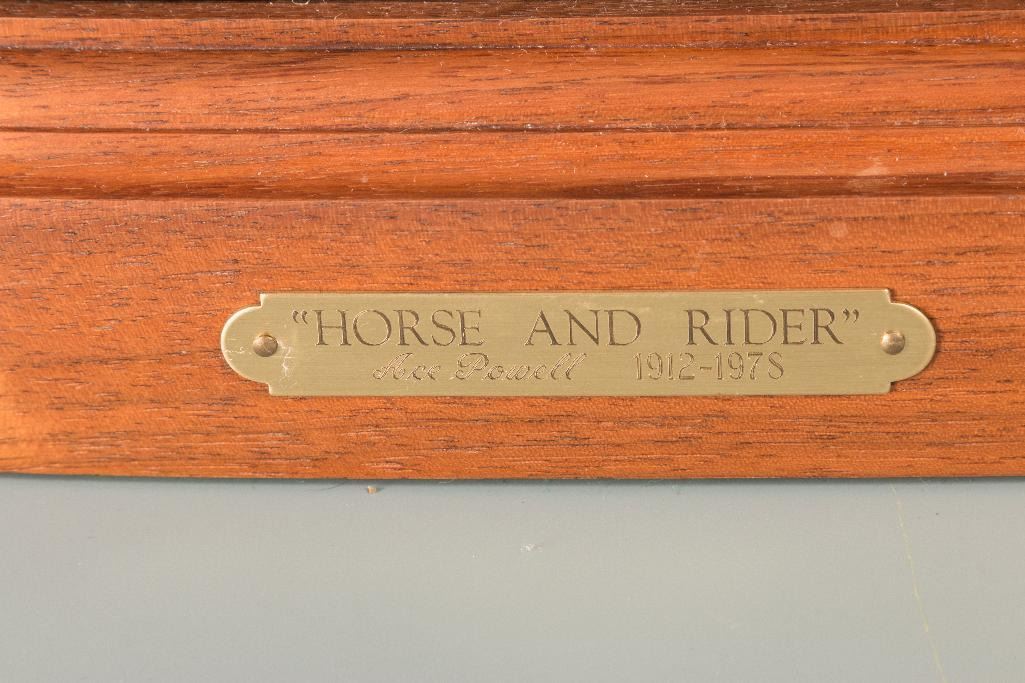 “HORSE AND RIDER”
Ace Powell 1912-1978